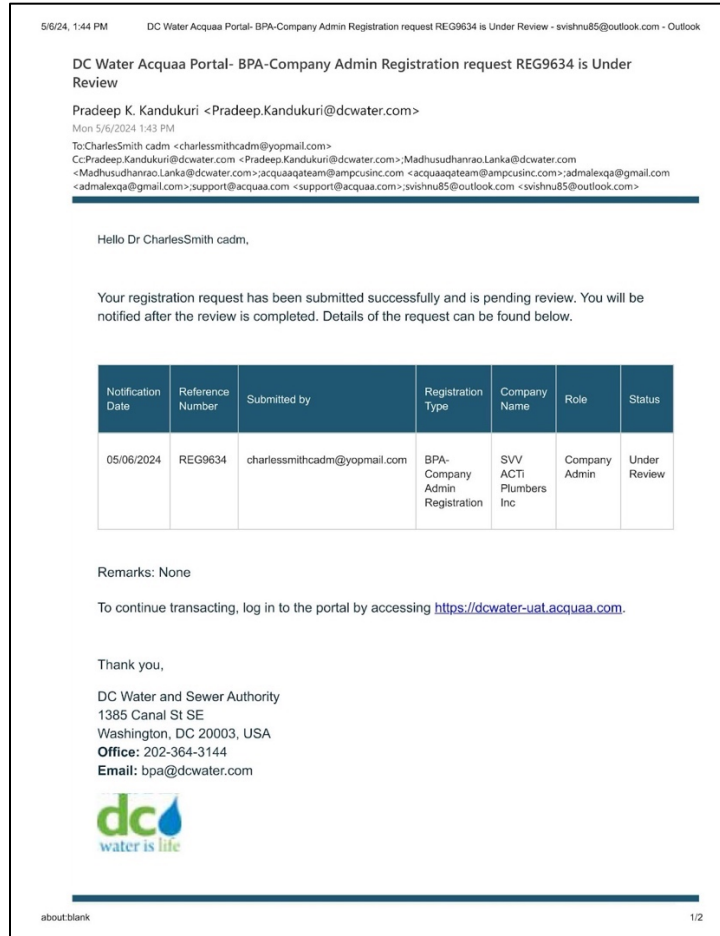 5/6/24, 1:44 PM DC Water Acquaa Portal- BPA-Company Admin Registration request REG9634 is Under Review - svishnu85@outlook.com - Outlook
DC Water Acquaa Portal- BPA-Company Admin Registration request REG9634 is Under
Review
Pradeep K. Kandukuri <Pradeep.Kandukuri@dcwater.com>
Mon 5/6/2024 1:43 PM
To:CharlesSmith cadm <charlessmithcadm@yopmail.com>
Cc:Pradeep.Kandukuri@dcwater.com <Pradeep.Kandukuri@dcwater.com>;Madhusudhanrao.Lanka@dcwater.com
<Madhusudhanrao.Lanka@dcwater.com>;acquaaqateam@ampcusinc.com <acquaaqateam@ampcusinc.com>;admalexqa@gmail.com
<admalexqa@gmail.com>;support@acquaa.com <support@acquaa.com>;svishnu85@outlook.com <svishnu85@outlook.com>
Hello Dr CharlesSmith cadm,
Your registration request has been submitted successfully and is pending review. You will be
notified after the review is completed. Details of the request can be found below.
Notification Date Reference Number Submitted by Registration Type Company Name Role Status
05/06/2024 REG9634 charlessmithcadm@yopmail.com BPA-Company Admin Registration SVV ACTi Plumbers Inc Company Admin Under Review
Remarks: None
To continue transacting, log in to the portal by accessing https://dcwater-uat.acquaa.com.
Thank you,
DC Water and Sewer Authority
1385 Canal St SE
Washington, DC 20003, USA
Office: 202-364-3144
Email: bpa@dcwater.com
dc
water is life
about:blank 1/2